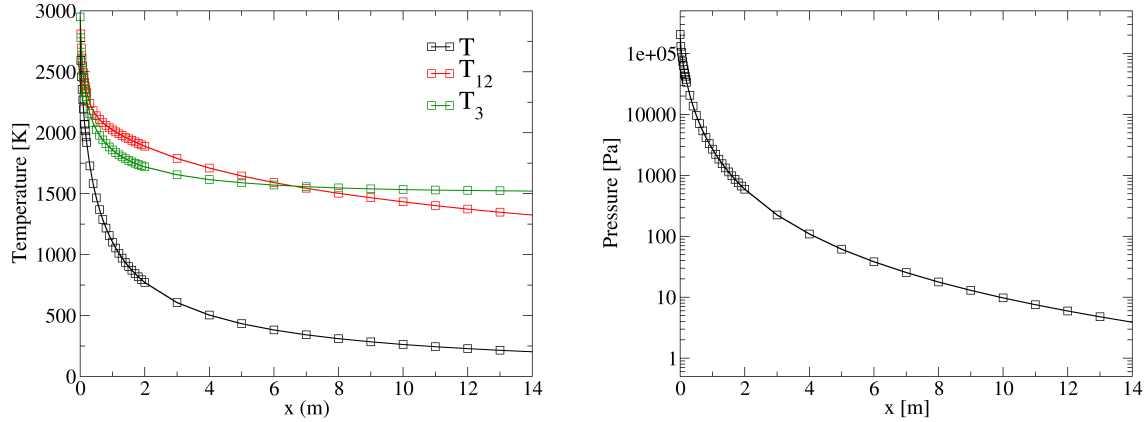 3000
2500
2000
1500
1000
500
0
Temperature [K]
0 2 4 6 8 10 12 14
x (m)
T
T12
T3
1e+05
10000
1000
100
10
1
Pressure [Pa]
0 2 4 6 8 10 12 14
x [m]